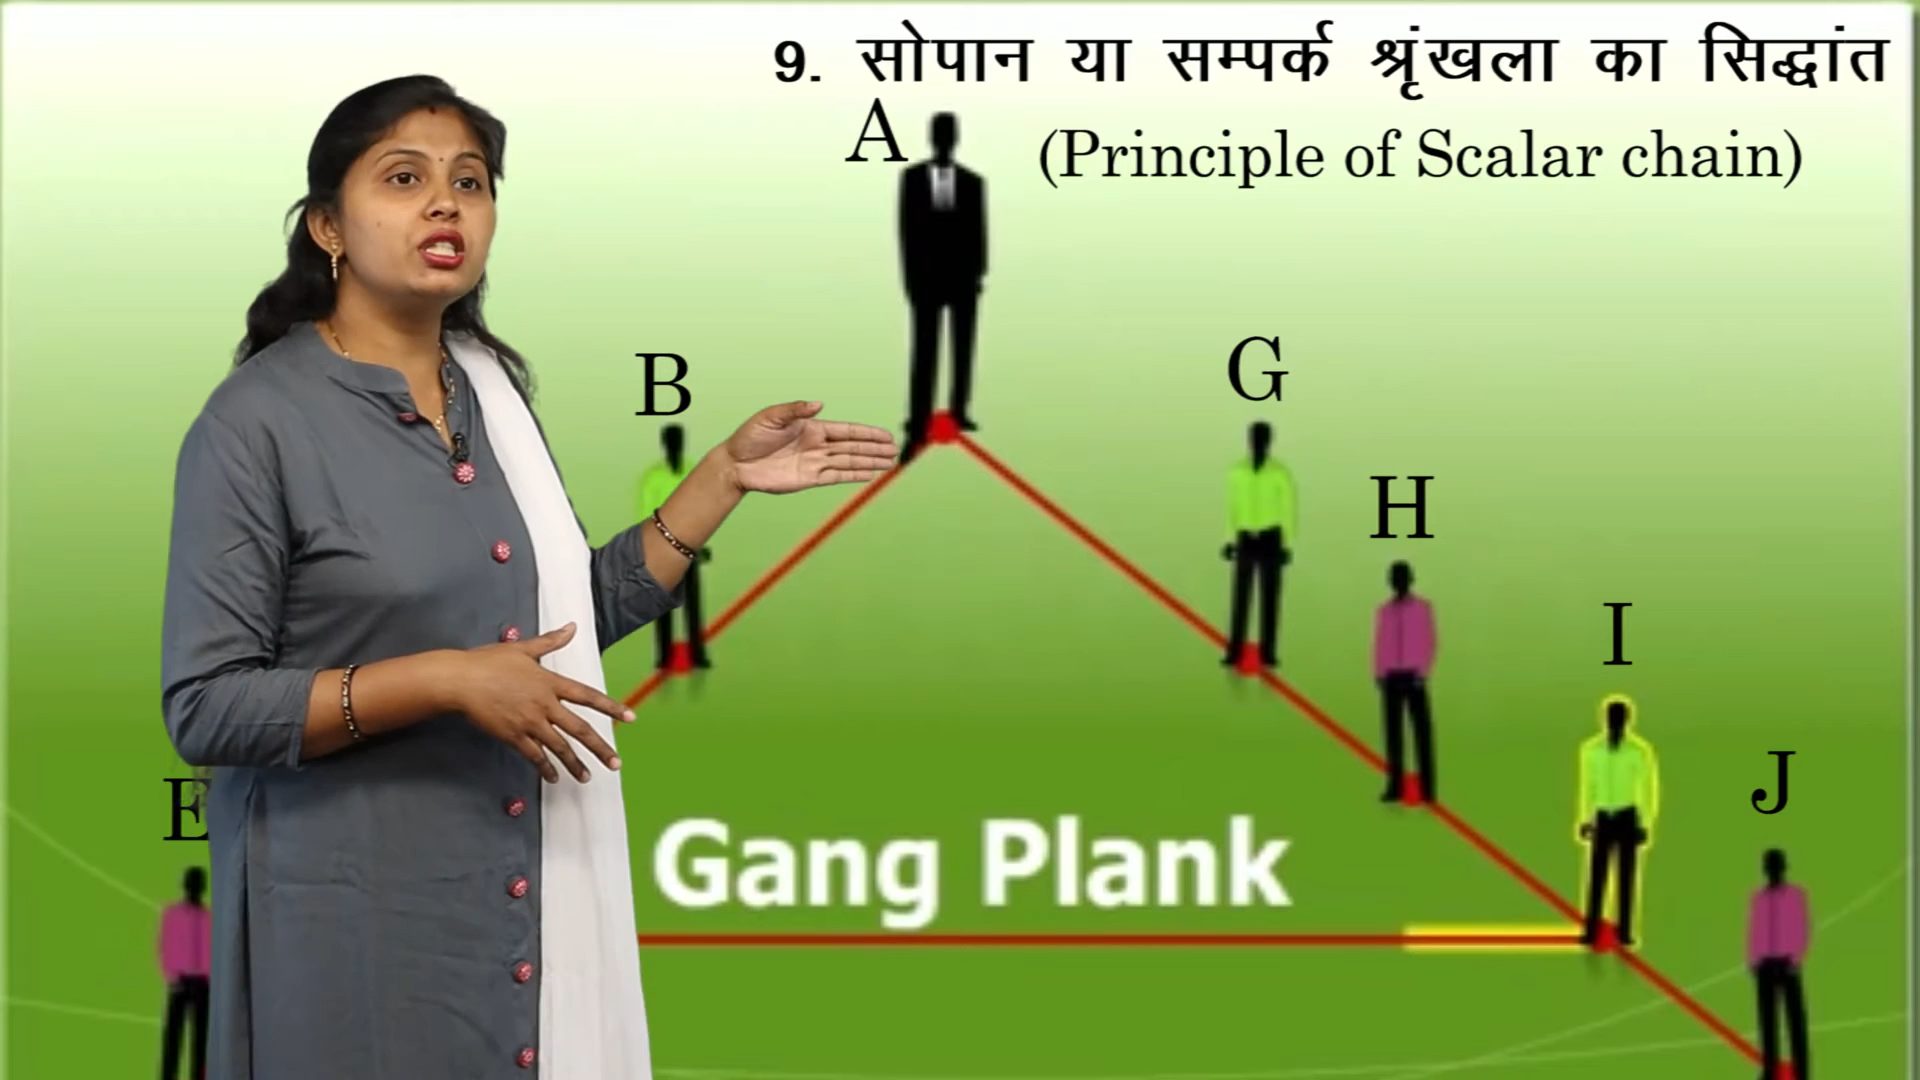 9. सोपान या सम्पर्क श्रृंखला का सिद्धांत
(Principle of Scalar chain)
A
B
G
H
I
E
J
Gang Plank